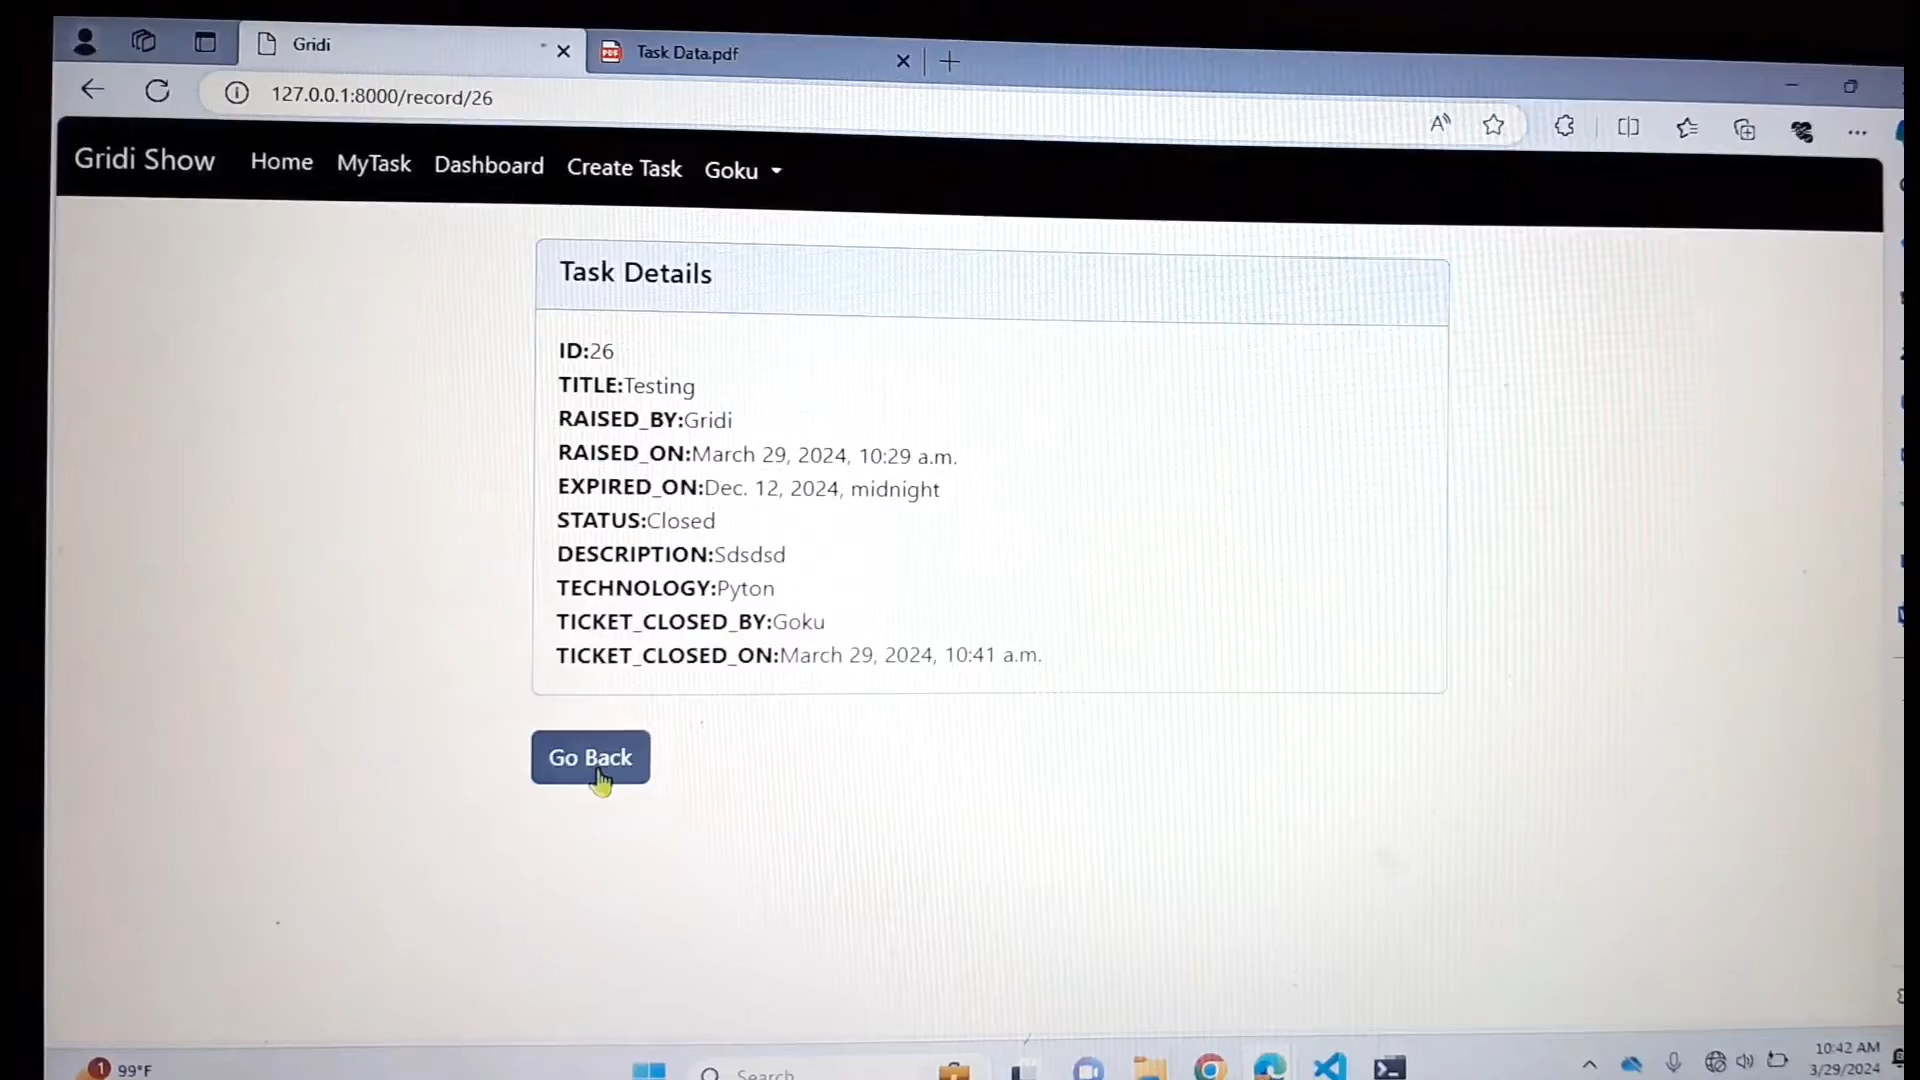 Gridi
Task Data.pdf
127.0.0.1:8000/record/26
Gridi Show Home MyTask Dashboard Create Task Goku
Task Details
ID:26
TITLE:Testing
RAISED_BY:Gridi
RAISED_ON:March 29, 2024, 10:29 a.m.
EXPIRED_ON:Dec. 12, 2024, midnight
STATUS:Closed
DESCRIPTION:Sdsdsd
TECHNOLOGY:Pyton
TICKET_CLOSED_BY:Goku
TICKET_CLOSED_ON:March 29, 2024, 10:41 a.m.
Go Back
1 99°F
Search
10:42 AM
3/29/2024